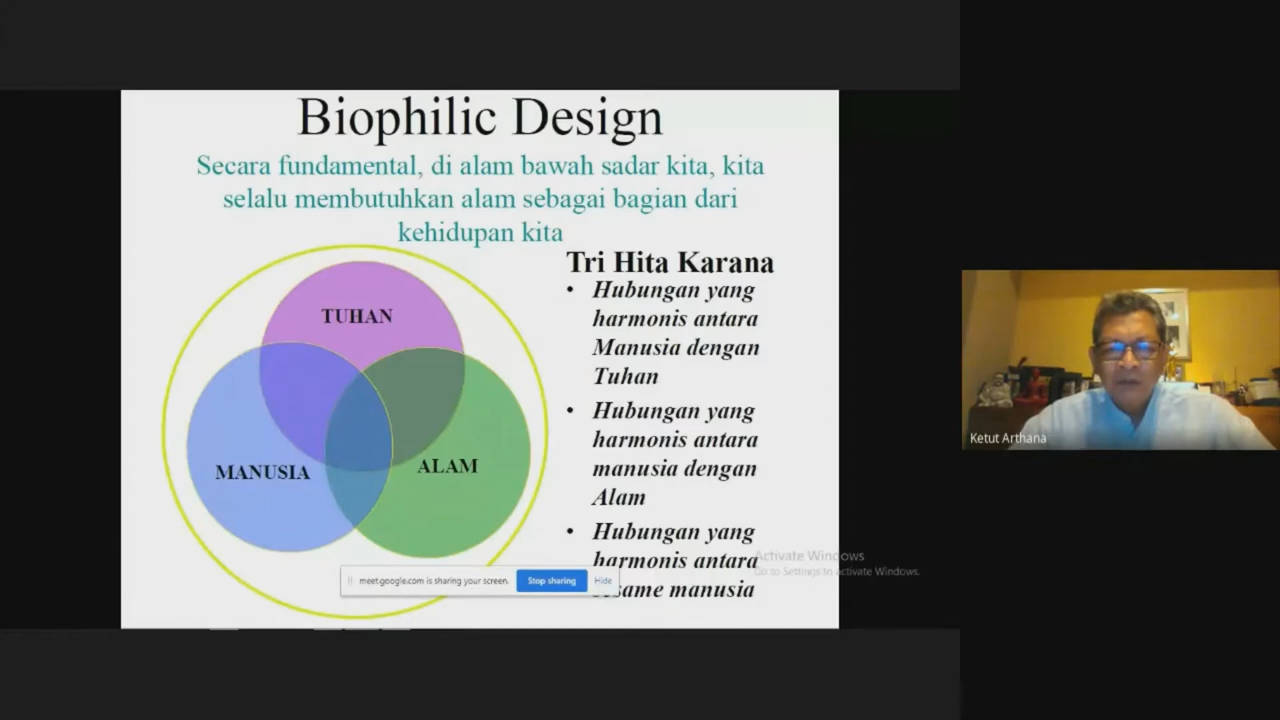 Biophilic Design
Secara fundamental, di alam bawah sadar kita, kita
selalu membutuhkan alam sebagai bagian dari
kehidupan kita
TUHAN
MANUSIA
ALAM
Tri Hita Karana
• Hubungan yang
harmonis antara
Manusia dengan
Tuhan
• Hubungan yang
harmonis antara
manusia dengan
Alam
• Hubungan yang
harmonis antara
manusia
meet.google.com is sharing your screen.
Stop sharing
Hide
Activate Windows
Go to Settings to activate Windows.
Ketut Arthana